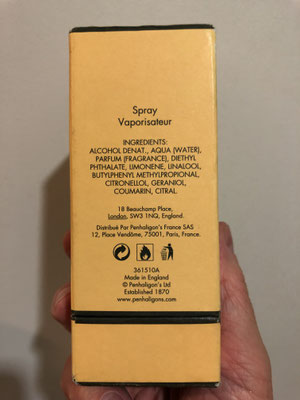 Spray
Vaporisateur
INGREDIENTS:
ALCOHOL DENAT., AQUA (WATER),
PARFUM (FRAGRANCE), DIETHYL
PHTHALATE, LIMONENE, LINALOOL,
BUTYLPHENYL METHYLPROPIONAL,
CITRONELLOL, GERANIOL,
COUMARIN, CITRAL.
18 Beauchamp Place,
London, SW3 1NQ, England.
Distribué Par Penhaligon's France SAS
12, Place Vendôme, 75001, Paris, France.
361510A
Made in England
© Penhaligon's Ltd
Established 1870
www.penhaligons.com